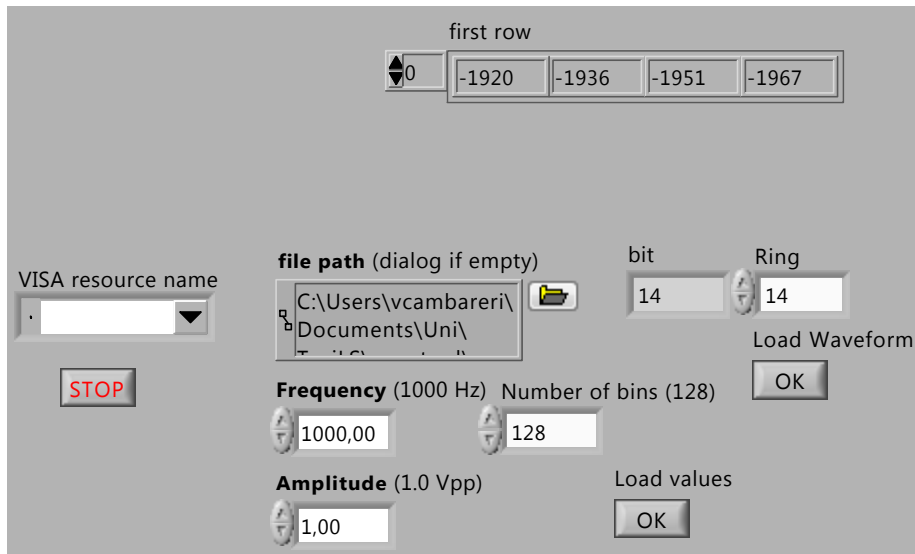 first row
0 -1920 -1936 -1951 -1967
bit Ring
file path (dialog if empty)
VISA resource name
14 14
C:\Users\vcambareri\
Documents\Uni\
Load Waveform
OK
STOP
Frequency (1000 Hz) Number of bins (128)
1000,00 128
Amplitude (1.0 Vpp) Load values
1,00 OK